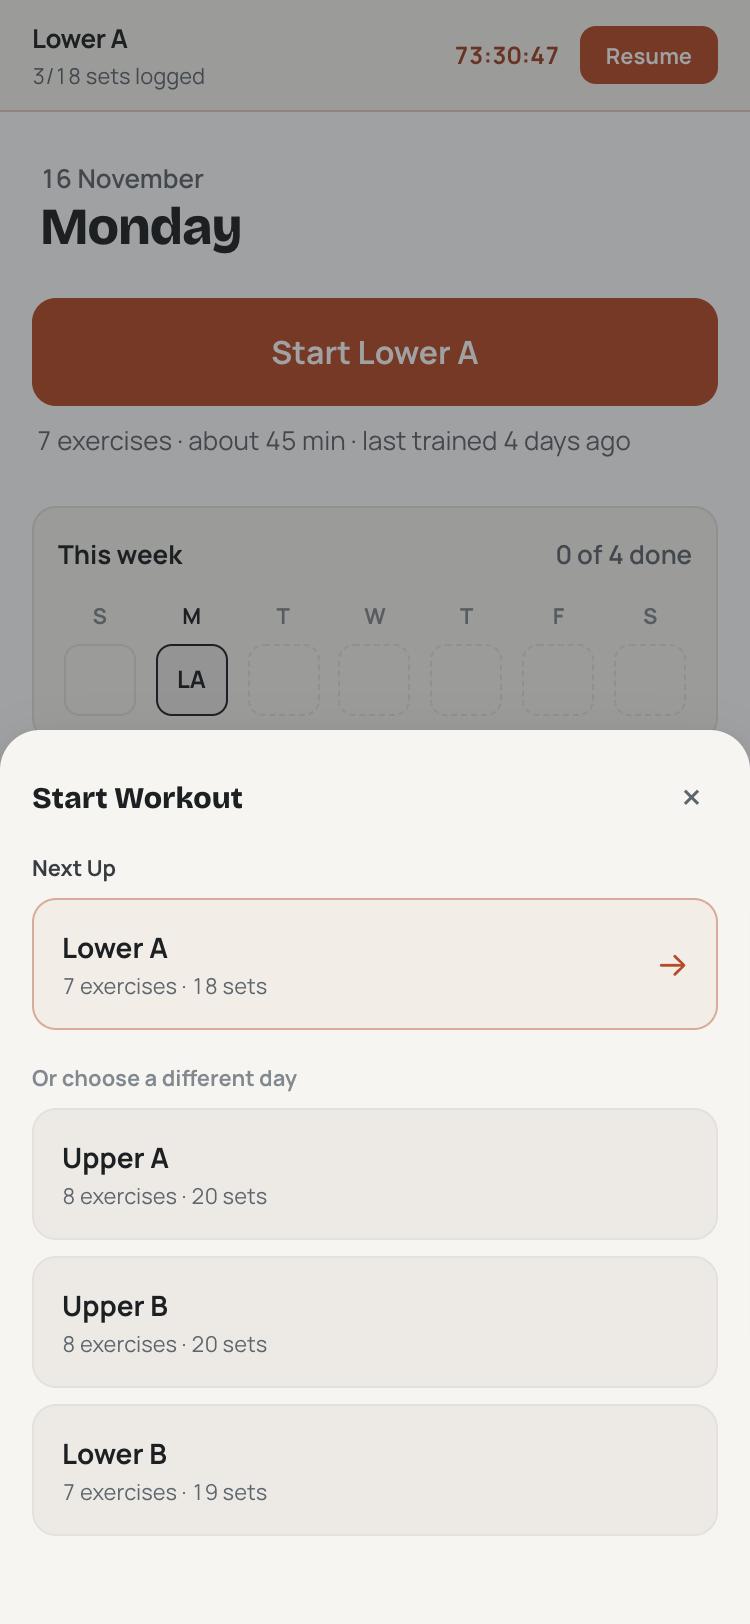 Lower A
3/18 sets logged
73:30:47
Resume
16 November
Monday
Start Lower A
7 exercises · about 45 min · last trained 4 days ago
This week
0 of 4 done
S M T W T F S
LA
Start Workout
×
Next Up
Lower A
7 exercises · 18 sets
→
Or choose a different day
Upper A
8 exercises · 20 sets
Upper B
8 exercises · 20 sets
Lower B
7 exercises · 19 sets